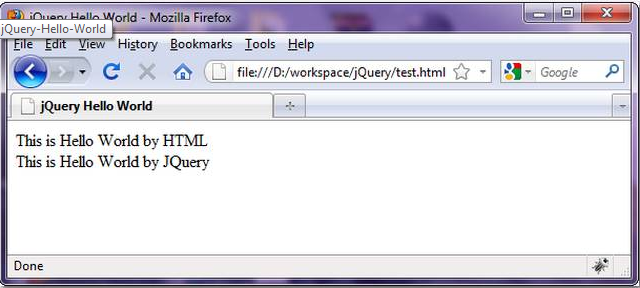 jQuery Hello World - Mozilla Firefox
jQuery-Hello-World
File Edit View History Bookmarks Tools Help
file:///D:/workspace/jQuery/test.html Google
jQuery Hello World
This is Hello World by HTML
This is Hello World by JQuery
Done